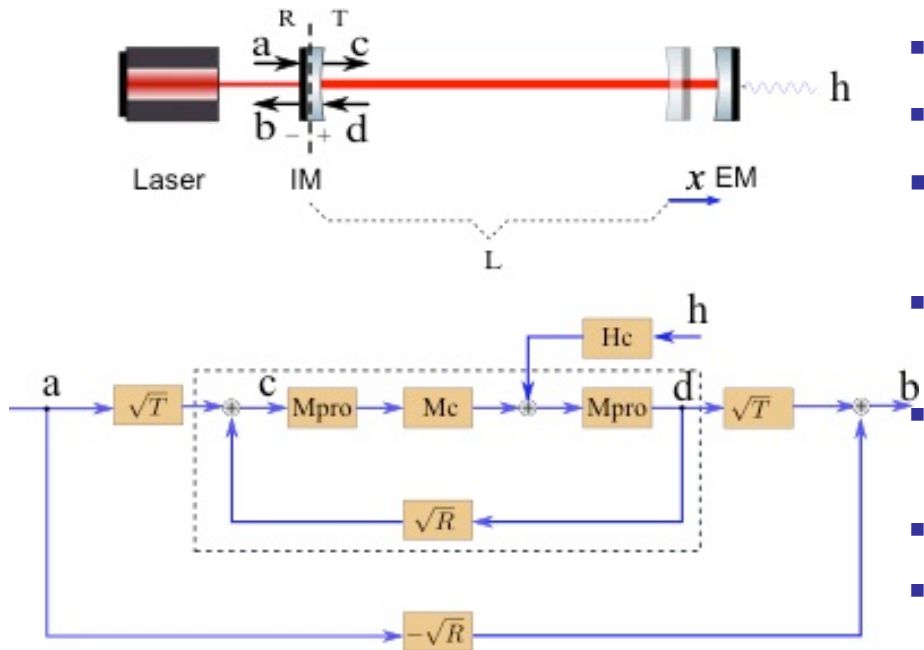 R T
a c
h
b - + d
Laser IM x EM
L
h
Hc
a √T c Mpro Mc Mpro d √T b
√R
-√R